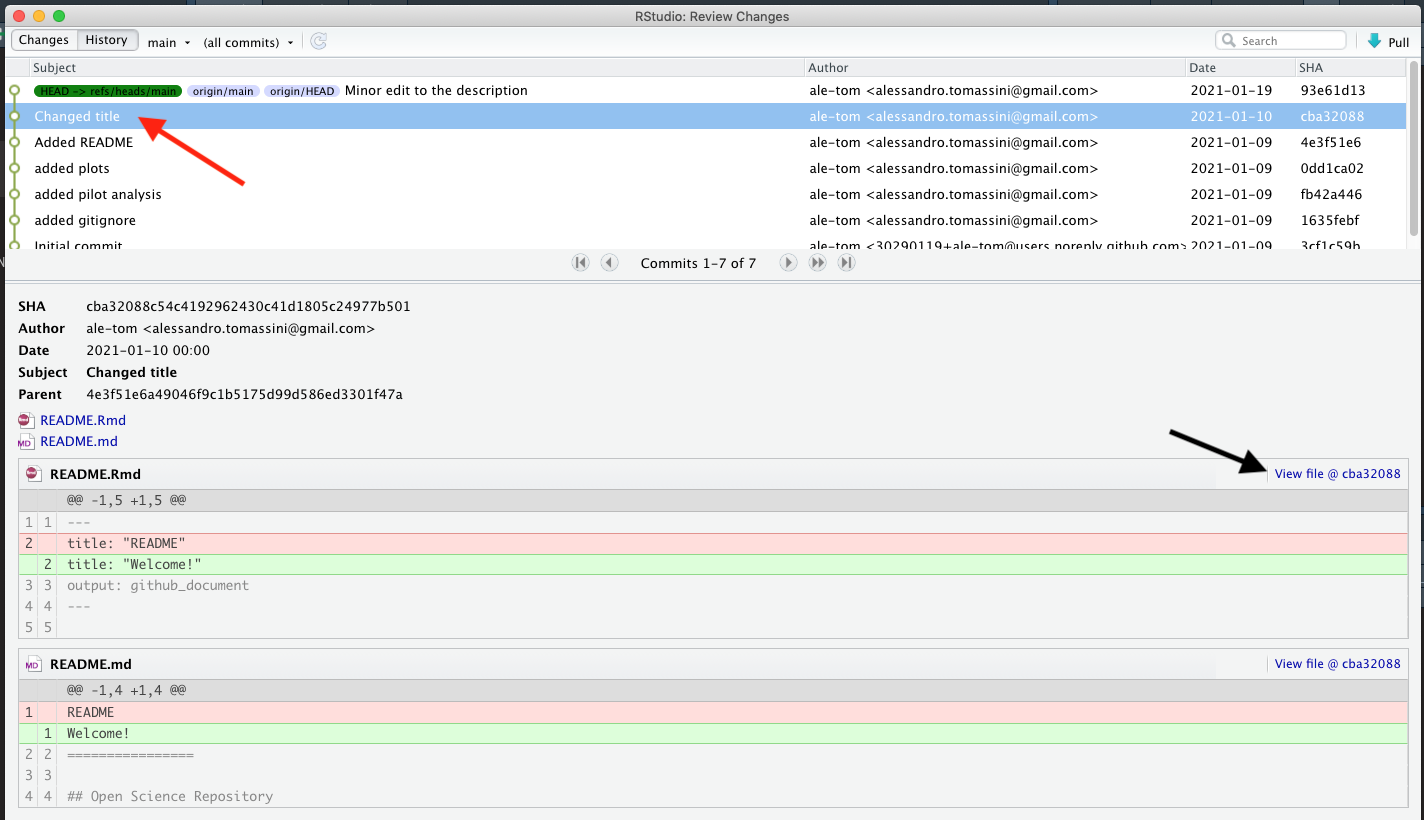 RStudio: Review Changes
Changes History main (all commits) Search Pull
Subject Author Date SHA
HEAD -> refs/heads/main origin/main origin/HEAD Minor edit to the description ale-tom <alessandro.tomassini@gmail.com> 2021-01-19 93e61d13
Changed title ale-tom <alessandro.tomassini@gmail.com> 2021-01-10 cba32088
Added README ale-tom <alessandro.tomassini@gmail.com> 2021-01-09 4e3f51e6
added plots ale-tom <alessandro.tomassini@gmail.com> 2021-01-09 0dd1ca02
added pilot analysis ale-tom <alessandro.tomassini@gmail.com> 2021-01-09 fb42a446
added gitignore ale-tom <alessandro.tomassini@gmail.com> 2021-01-09 1635febf
Initial commit ale-tom <30290119+ale-tom@users.noreply.github.com> 2021-01-09 3cf1c59b
Commits 1-7 of 7
SHA cba32088c54c4192962430c41d1805c24977b501
Author ale-tom <alessandro.tomassini@gmail.com>
Date 2021-01-10 00:00
Subject Changed title
Parent 4e3f51e6a49046f9c1b5175d99d586ed3301f47a
README.Rmd
MD README.md
README.Rmd View file @ cba32088
@@ -1,5 +1,5 @@
1 1 ---
2 title: "README"
2 title: "Welcome!"
3 3 output: github_document
4 4 ---
5 5
MD README.md View file @ cba32088
@@ -1,4 +1,4 @@
1 README
1 Welcome!
2 2 ================
3 3
4 4 ## Open Science Repository